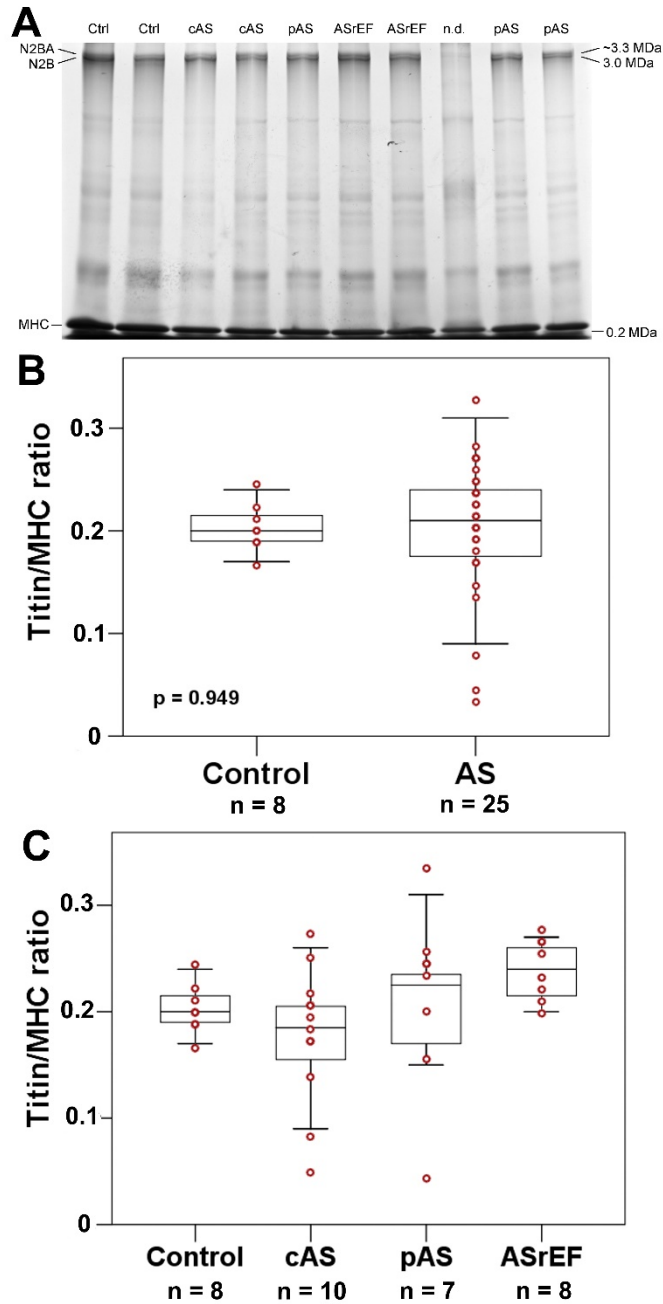 A
Ctrl Ctrl cAS cAS pAS ASrEF ASrEF n.d. pAS pAS
N2BA
N2B
~3.3 MDa
3.0 MDa
MHC
0.2 MDa
B
Titin/MHC ratio
0.3
0.2
0.1
0
p = 0.949
Control AS
n = 8 n = 25
C
Titin/MHC ratio
0.3
0.2
0.1
0
Control cAS pAS ASrEF
n = 8 n = 10 n = 7 n = 8